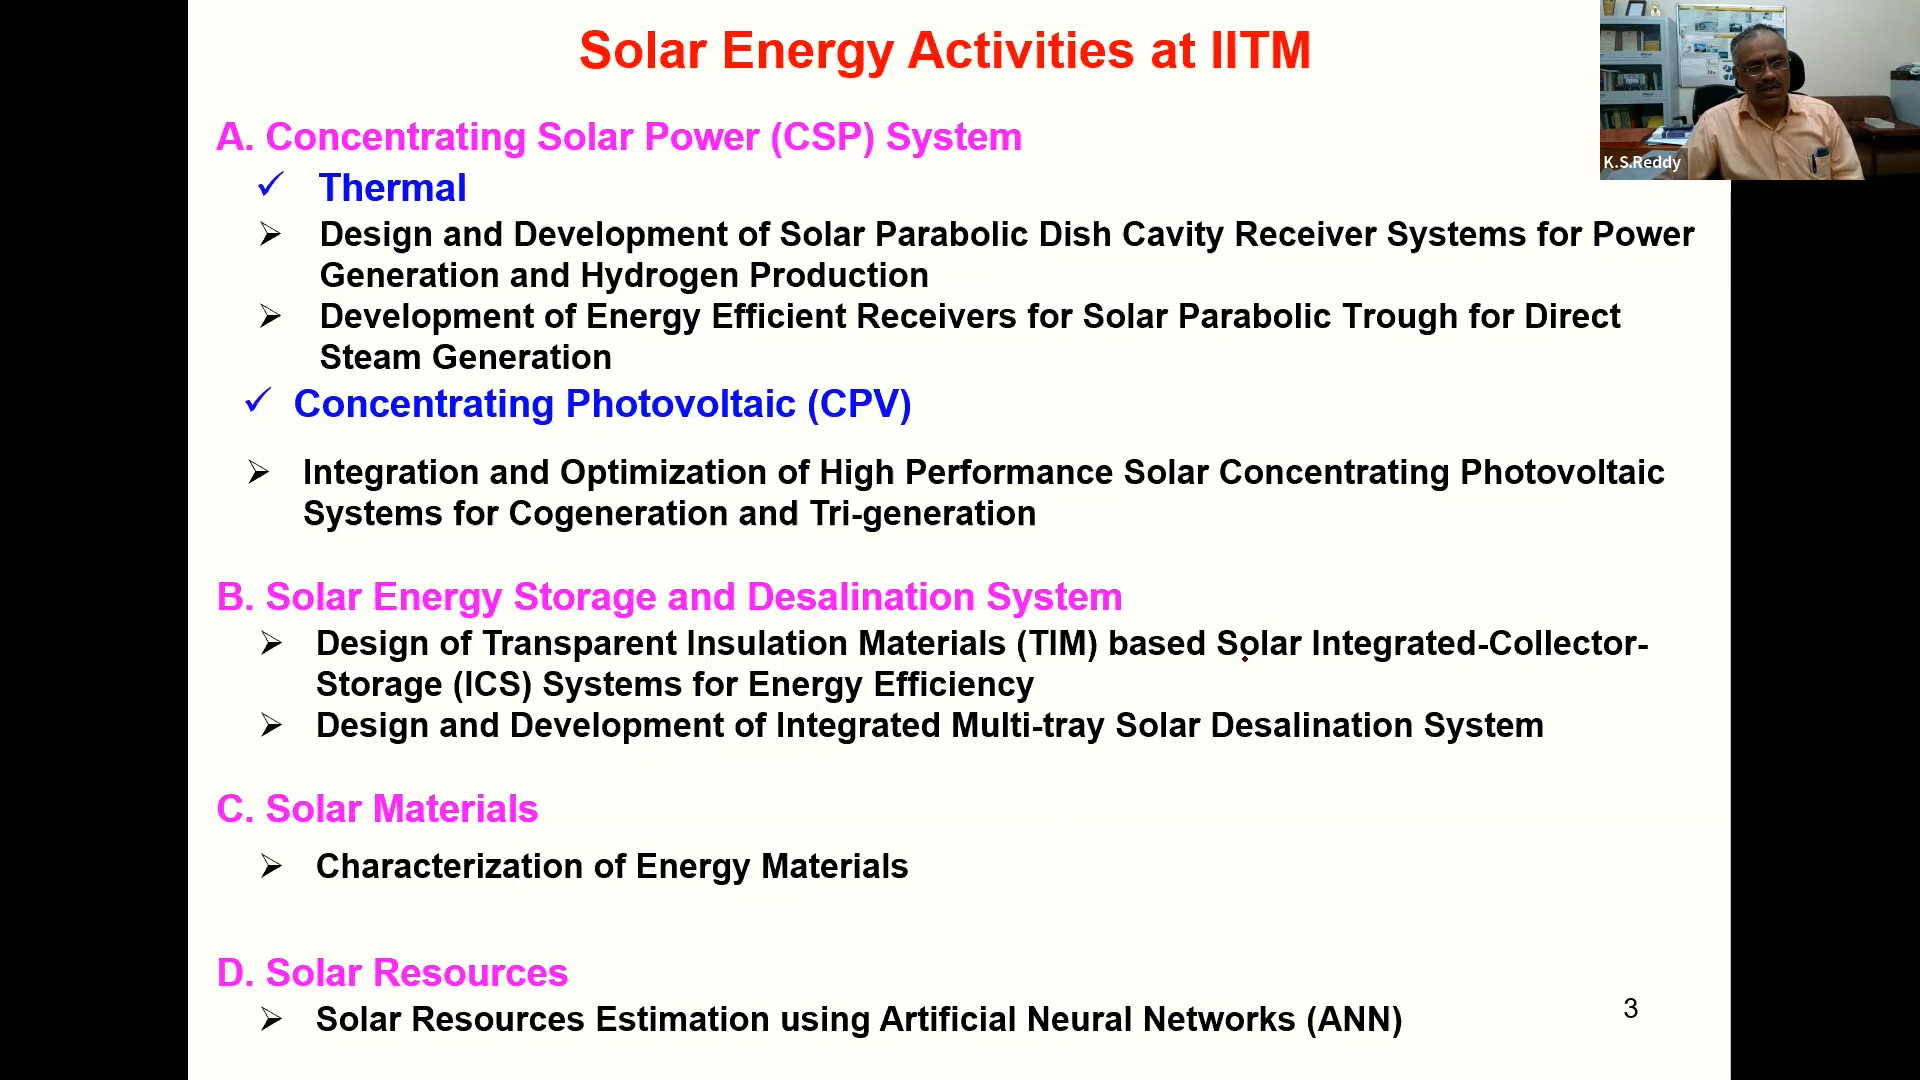 Solar Energy Activities at IITM
K.S.Reddy
A. Concentrating Solar Power (CSP) System
✓ Thermal
➢ Design and Development of Solar Parabolic Dish Cavity Receiver Systems for Power
Generation and Hydrogen Production
➢ Development of Energy Efficient Receivers for Solar Parabolic Trough for Direct
Steam Generation
✓ Concentrating Photovoltaic (CPV)
➢ Integration and Optimization of High Performance Solar Concentrating Photovoltaic
Systems for Cogeneration and Tri-generation
B. Solar Energy Storage and Desalination System
➢ Design of Transparent Insulation Materials (TIM) based Solar Integrated-Collector-
Storage (ICS) Systems for Energy Efficiency
➢ Design and Development of Integrated Multi-tray Solar Desalination System
C. Solar Materials
➢ Characterization of Energy Materials
D. Solar Resources
➢ Solar Resources Estimation using Artificial Neural Networks (ANN)
3